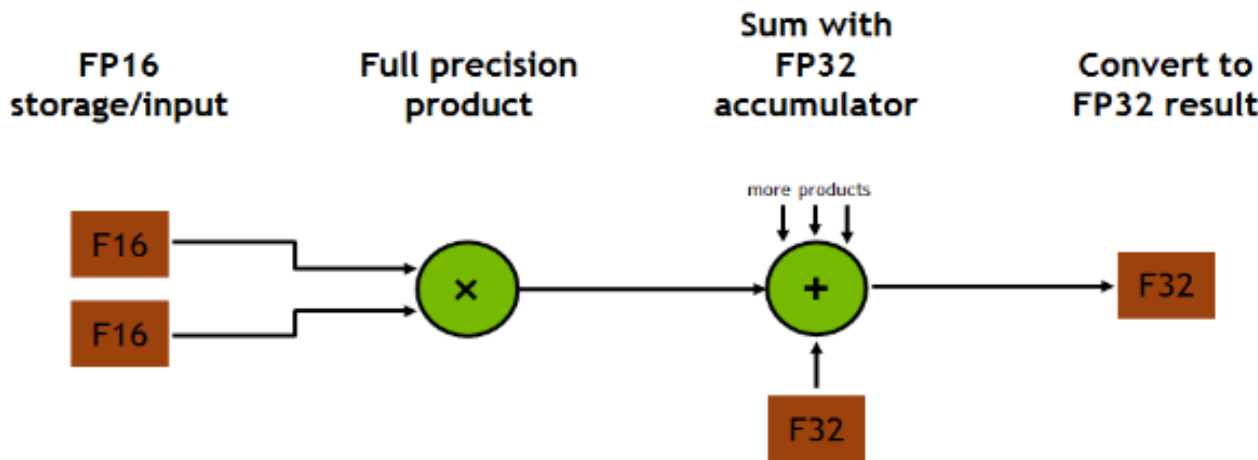 FP16
storage/input
Full precision
product
Sum with
FP32
accumulator
Convert to
FP32 result
more products
F16
F16
×
+
F32
F32